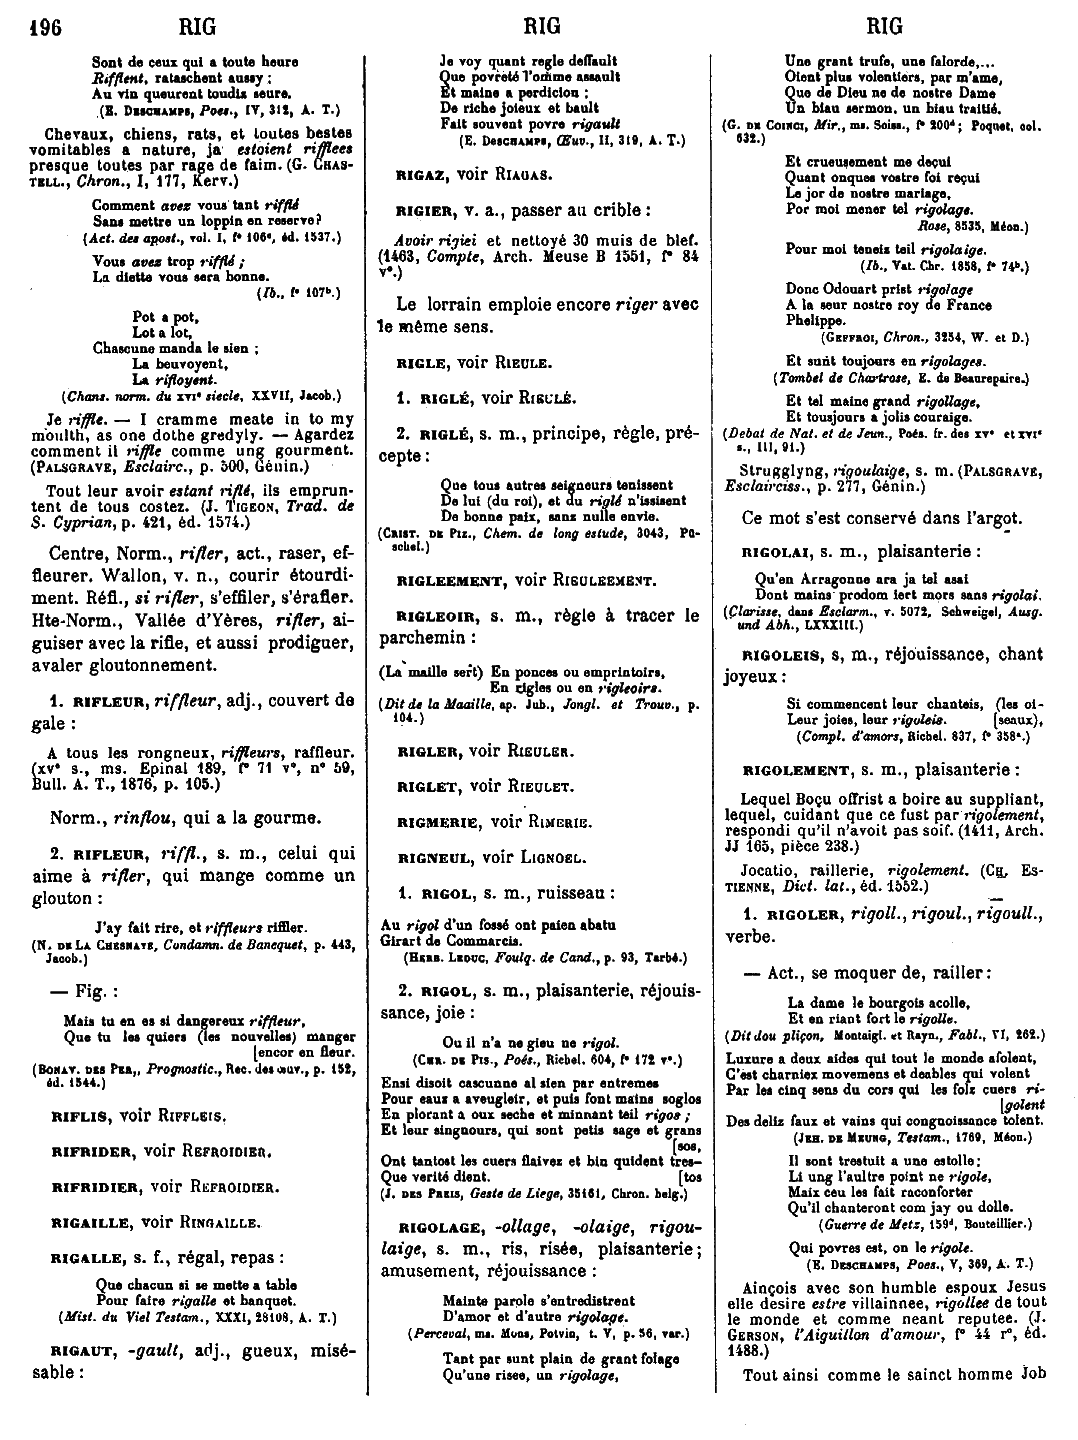 196 RIG RIG RIG
Sont de ceux qui a toute heure
Rifflent, rataschent aussy ;
Au vin queurent toudis seure.
(E. DESCHAMPS, Poes., IV, 312, A. T.)
Chevaux, chiens, rats, et toutes bestes
vomitables a nature, ja estoient rifflees
presque toutes par rage de faim. (G. CHAS-
TELL., Chron., I, 177, Kerv.)
Comment avez vous tant rifflé
Sans mettre un loppin en reserve?
(Act. des apost., vol. I, f° 106ᵉ, éd. 1537.)
Vous avez trop rifflé ;
La diette vous sera bonne.
(Ib., f° 107ᵇ.)
Pot a pot,
Lot a lot,
Chascune manda le sien ;
La beuvoyent,
La rifloyent.
(Chans. norm. du XVIᵉ siecle, XXVII, Jacob.)
Je riffle. — I cramme meate in to my
moulth, as one dothe gredyly. — Agardez
comment il riffle comme ung gourment.
(PALSGRAVE, Esclairc., p. 500, Génin.)
Tout leur avoir estant riflé, ils emprun-
tent de tous costez. (J. TIGEON, Trad. de
S. Cyprian, p. 421, éd. 1574.)
Centre, Norm., rifler, act., raser, ef-
fleurer. Wallon, v. n., courir étourdi-
ment. Réfl., si rifler, s'effiler, s'érafler.
Hte-Norm., Vallée d'Yères, rifler, ai-
guiser avec la rifle, et aussi prodiguer,
avaler gloutonnement.
1. RIFLEUR, riffleur, adj., couvert de
gale :
A tous les rongneux, riffleurs, raffleur.
(XVᵉ s., ms. Epinal 189, f° 71 v°, n° 59,
Bull. A. T., 1876, p. 105.)
Norm., rinflou, qui a la gourme.
2. RIFLEUR, riffl., s. m., celui qui
aime à rifler, qui mange comme un
glouton :
J'ay fait rire, et riffleurs riffler.
(N. DE LA CHESNAYE, Condamn. de Bancquet, p. 443,
Jacob.)
— Fig. :
Mais tu en es si dangereux riffleur,
Que tu les quiers (les nouvelles) manger
[encor en fleur.
(BONAV. DES PER., Prognostic., Rec. des œuv., p. 152,
éd. 1544.)
RIFLIS, voir RIFFLEIS.
RIFRIDER, voir REFROIDIER.
RIFRIDIER, voir REFROIDIER.
RIGAILLE, voir RINGAILLE.
RIGALLE, s. f., régal, repas :
Que chacun si se mette a table
Pour faire rigalle et banquet.
(Mist. du Viel Testam., XXXI, 28108, A. T.)
RIGAUT, -gault, adj., gueux, misé-
sable :
Je voy quant regle deffault
Que povreté l'omme assault
Et maine a perdicion ;
De riche joieux et bault
Fait souvent povre rigault
(E. DESCHAMPS, Œuv., II, 319, A. T.)
RIGAZ, voir RIAGAS.
RIGIER, v. a., passer au crible :
Avoir rigiei et nettoyé 30 muis de blef.
(1463, Compte, Arch. Meuse B 1551, f° 84
v°.)
Le lorrain emploie encore riger avec
le même sens.
RIGLE, voir RIEULE.
1. RIGLÉ, voir RIEULÉ.
2. RIGLÉ, s. m., principe, règle, pré-
cepte :
Que tous autres seigneurs tenissent
De lui (du roi), et du riglé n'issisent
De bonne paix, sans nulle envie.
(CRIST. DE PIZ., Chem. de long estude, 3043, Pü-
schel.)
RIGLEEMENT, voir RIEULEEMENT.
RIGLEOIR, s. m., règle à tracer le
parchemin :
(La maille sert) En ponces ou emprintoirs,
En rigles ou en rigleoirs.
(Dit de la Maaille, ap. Jub., Jongl. et Trouv., p.
104.)
RIGLER, voir RIEULER.
RIGLET, voir RIEULET.
RIGMERIE, voir RIMERIE.
RIGNEUL, voir LIGNOEL.
1. RIGOL, s. m., ruisseau :
Au rigol d'un fossé ont paien abatu
Girart de Commarcis.
(HERB. LEDUC, Foulq. de Cand., p. 93, Tarbé.)
2. RIGOL, s. m., plaisanterie, réjouis-
sance, joie :
Ou il n'a ne gieu ne rigol.
(CHR. DE PIS., Poés., Richel. 604, f° 172 v°.)
Ensi disoit cascunne al sien par entremes
Pour eaus a aveugleir, et puis font mains soglos
En plorant a oux seche et minnant teil rigos ;
Et leur singnours, qui sont petis sage et grans
[sos,
Ont tantost les cuers flaives et bin quident tres-
Que verité dient. [tos
(J. DES PREIS, Geste de Liege, 35161, Chron. belg.)
RIGOLAGE, -ollage, -olaige, rigou-
laige, s. m., ris, risée, plaisanterie ;
amusement, réjouissance :
Mainte parole s'entredistrent
D'amor et d'autre rigolage.
(Perceval, ms. Mons, Potvin, t. V, p. 56, var.)
Tant par sunt plain de grant folage
Qu'une risee, un rigolage,
Une grant trufe, une falorde,...
Oient plus volentiers, par m'ame,
Que de Dieu ne de nostre Dame
Un biau sermon, un biau traitié.
(G. DE COINCI, Mir., ms. Soiss., f° 200ᵈ ; Poquet, col.
632.)
Et crueusement me deçui
Quant onques vostre foi reçui
Le jor de nostre mariage,
Por moi mener tel rigolage.
Rose, 8535, Méon.)
Pour moi teneis teil rigolaige.
(Ib., Vat. Chr. 1858, f° 74ᵇ.)
Donc Odouart prist rigolage
A la seur nostre roy de France
Phelippe.
(GEFFROI, Chron., 3254, W. et D.)
Et sunt toujours en rigolages.
(Tombel de Chartrose, E. de Beaurepaire.)
Et tel maine grand rigollage,
Et tousjours a jolis couraige.
(Debat de Nat. et de Jeun., Poés. fr. des XVᵉ et XVIᵉ
s., III, 91.)
Strugglyng, rigoulaige, s. m. (PALSGRAVE,
Esclairciss., p. 277, Génin.)
Ce mot s'est conservé dans l'argot.
RIGOLAI, s. m., plaisanterie :
Qu'en Arragonne ara ja tel asai
Dont mains prodom iert mors sans rigolai.
(Clarisse, dans Esclarm., v. 5072, Schweigel, Ausg.
und Abh., LXXXIII.)
RIGOLEIS, s, m., réjouissance, chant
joyeux :
Si commencent leur chanteis, (les oi-
Leur joies, leur rigoleis. [seaux),
(Compl. d'amors, Richel. 837, f° 358ᵃ.)
RIGOLEMENT, s. m., plaisanterie :
Lequel Boçu offrist a boire au suppliant,
lequel, cuidant que ce fust par rigolement,
respondi qu'il n'avoit pas soif. (1411, Arch.
JJ 165, pièce 238.)
Jocatio, raillerie, rigolement. (CH. ES-
TIENNE, Dict. lat., éd. 1552.)
1. RIGOLER, rigoll., rigoul., rigoull.,
verbe.
— Act., se moquer de, railler :
La dame le bourgois acolle,
Et en riant fort le rigolle.
(Dit dou pliçon, Montaigl. et Rayn., Fabl., VI, 262.)
Luxure a deux aides qui tout le monde afolent,
C'est charniex movemens et deables qui volent
Par les cinq sens du cors qui les folz cuers ri-
[golent
Des deliz faux et vains qui congnoissance tolent.
(JEH. DE MEUNG, Testam., 1769, Méon.)
Il sont trestuit a une estolle ;
Li ung l'aultre point ne rigole,
Maix ceu les fait raconforter
Qu'il chanteront com jay ou dolle.
(Guerre de Metz, 159ᵈ, Bouteillier.)
Qui povres est, on le rigole.
(E. DESCHAMPS, Poes., V, 369, A. T.)
Ainçois avec son humble espoux Jesus
elle desire estre villainnee, rigollee de tout
le monde et comme neant reputee. (J.
GERSON, l'Aiguillon d'amour, f° 44 r°, éd.
1488.)
Tout ainsi comme le sainct homme Job